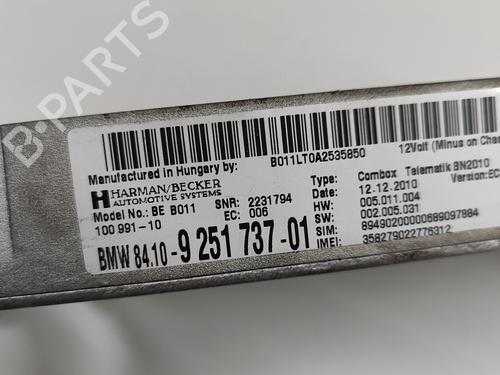 B-PARTS
Manufactured in Hungary by:
B011LT0A2535850
12Volt (Minus on Chas
HARMAN/BECKER
AUTOMOTIVE SYSTEMS
Combox Telematik BN2010
12.12.2010
Version:EC
Model No.: BE B011
SNR: 2231794
HW: 005.011.004
100 991-10
EC: 006
SW: 002.005.031
SIM: 89490200000689097884
BMW 84.10-9 251 737-01
IMEI: 358279022776312